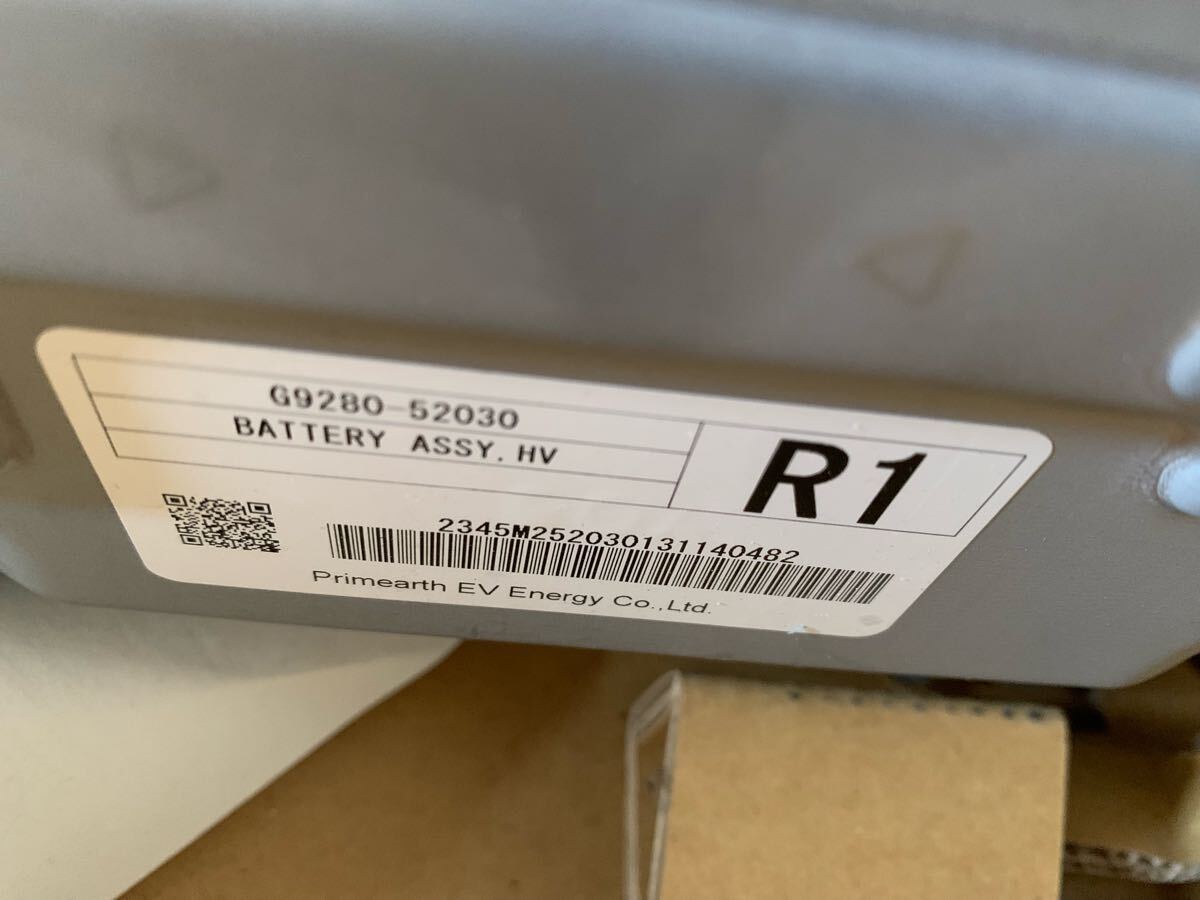 G9280-52030
BATTERY ASSY, HV
R1
2345M252030131140482
Primearth EV Energy Co.,Ltd.